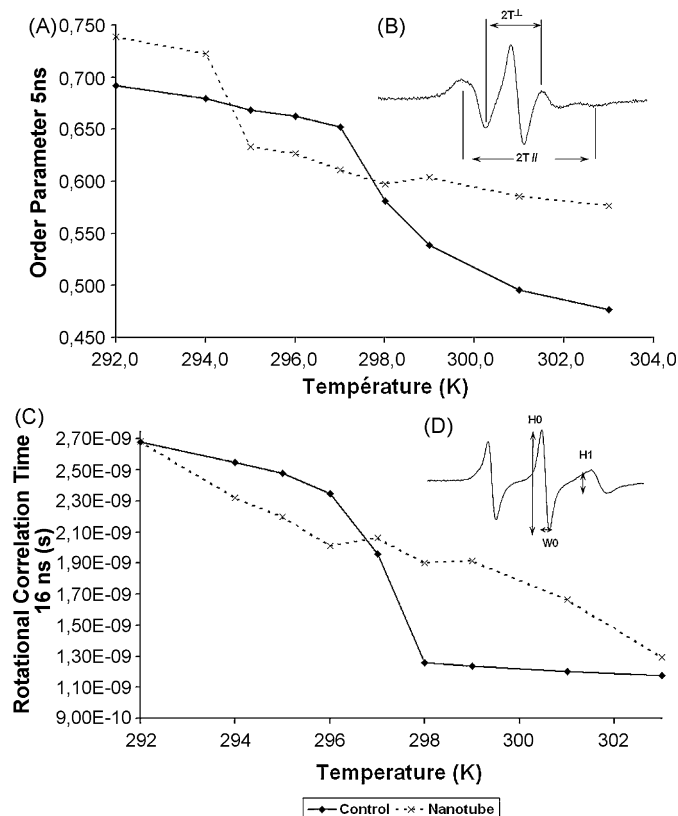 (A)
(B)
Order Parameter 5ns
0,750
0,700
0,650
0,600
0,550
0,500
0,450
292,0 294,0 296,0 298,0 300,0 302,0 304,0
Température (K)
2T⊥
2T //
(C)
(D)
Rotational Correlation Time
16 ns (s)
2,70E-09
2,50E-09
2,30E-09
2,10E-09
1,90E-09
1,70E-09
1,50E-09
1,30E-09
1,10E-09
9,00E-10
292 294 296 298 300 302
Temperature (K)
H0
H1
W0
Control Nanotube